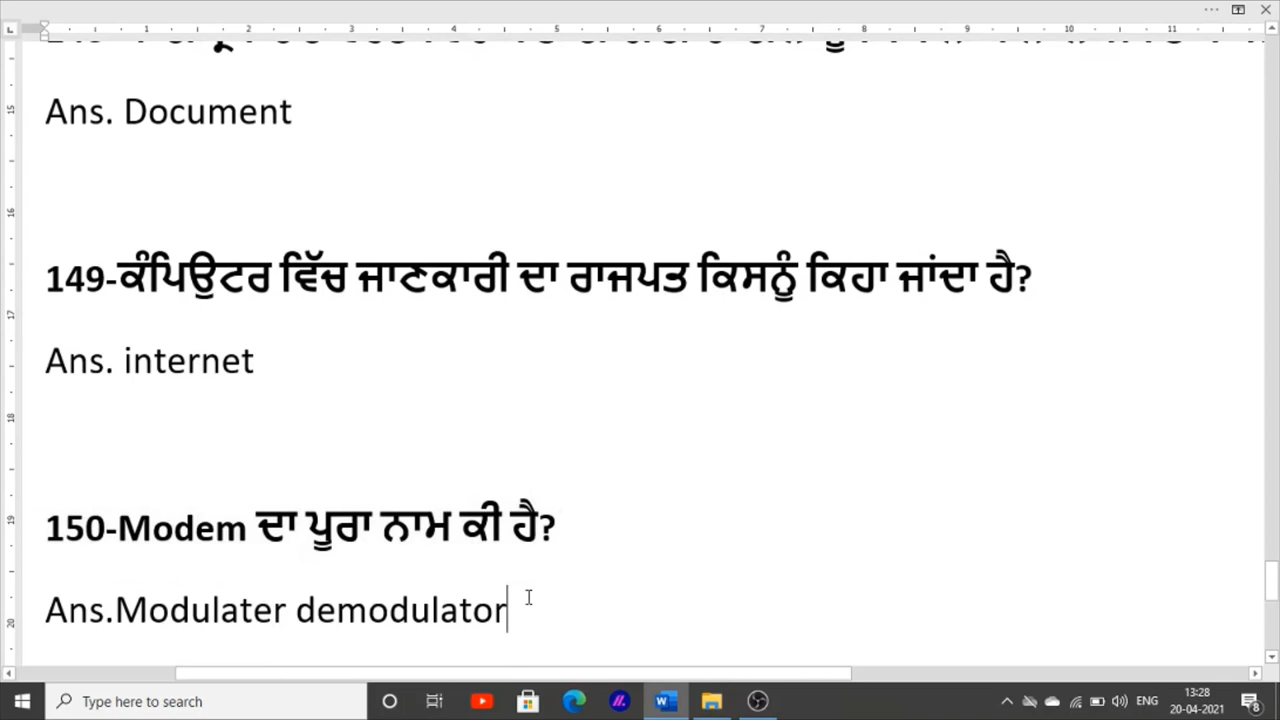 Ans. Document
149-ਕੰਪਿਉਟਰ ਵਿੱਚ ਜਾਣਕਾਰੀ ਦਾ ਰਾਜਪਤ ਕਿਸਨੂੰ ਕਿਹਾ ਜਾਂਦਾ ਹੈ?
Ans. internet
150-Modem ਦਾ ਪੂਰਾ ਨਾਮ ਕੀ ਹੈ?
Ans.Modulater demodulator
Type here to search
ENG
13:28
20-04-2021
8